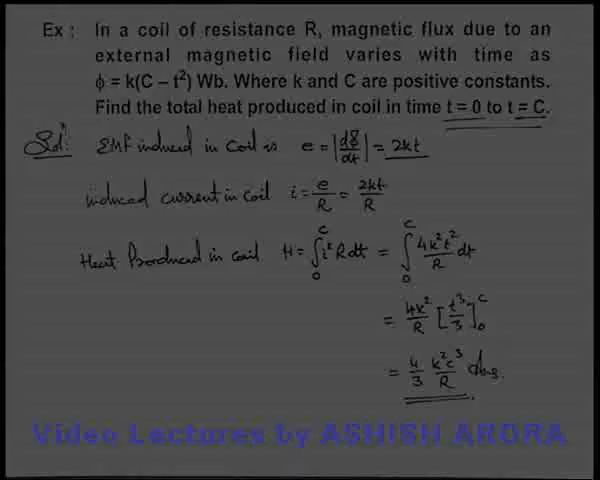 Ex : In a coil of resistance R, magnetic flux due to an
external magnetic field varies with time as
ϕ = k(C – t²) Wb. Where k and C are positive constants.
Find the total heat produced in coil in time t = 0 to t = C.
Sol: EMF induced in coil is e = |dϕ/dt| = 2kt
induced current in coil i = e/R = 2kt/R
Heat Produced in coil H = ∫₀ᶜ i²Rdt = ∫₀ᶜ 4k²t²/R dt
= 4k²/R [t³/3]₀ᶜ
= 4/3 k²c³/R Ans.
Video Lectures by ASHISH ARORA